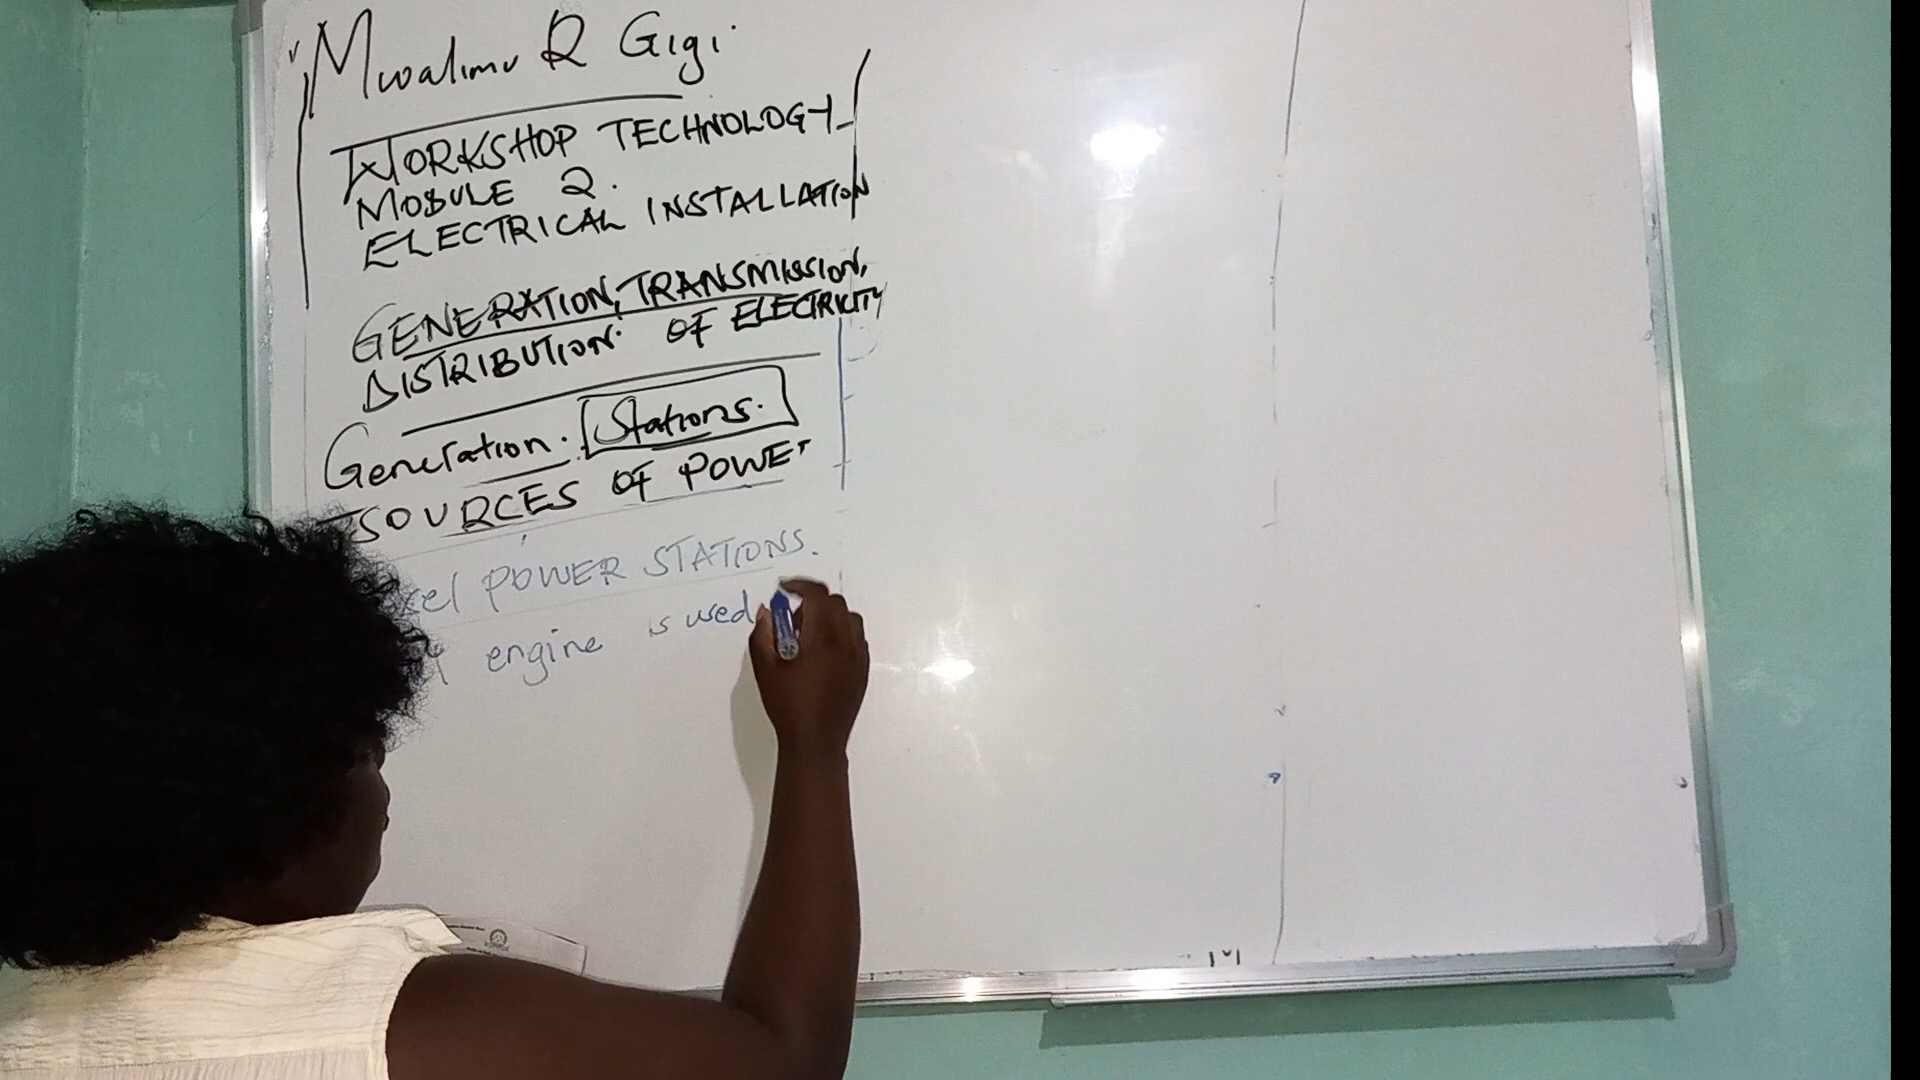 Mwalimu R Gigi.
WORKSHOP TECHNOLOGY
MODULE 2.
ELECTRICAL INSTALLATION
GENERATION, TRANSMISSION,
DISTRIBUTION. OF ELECTRICITY
Generation. Stations.
SOURCES OF POWER
POWER STATIONS.
engine is used